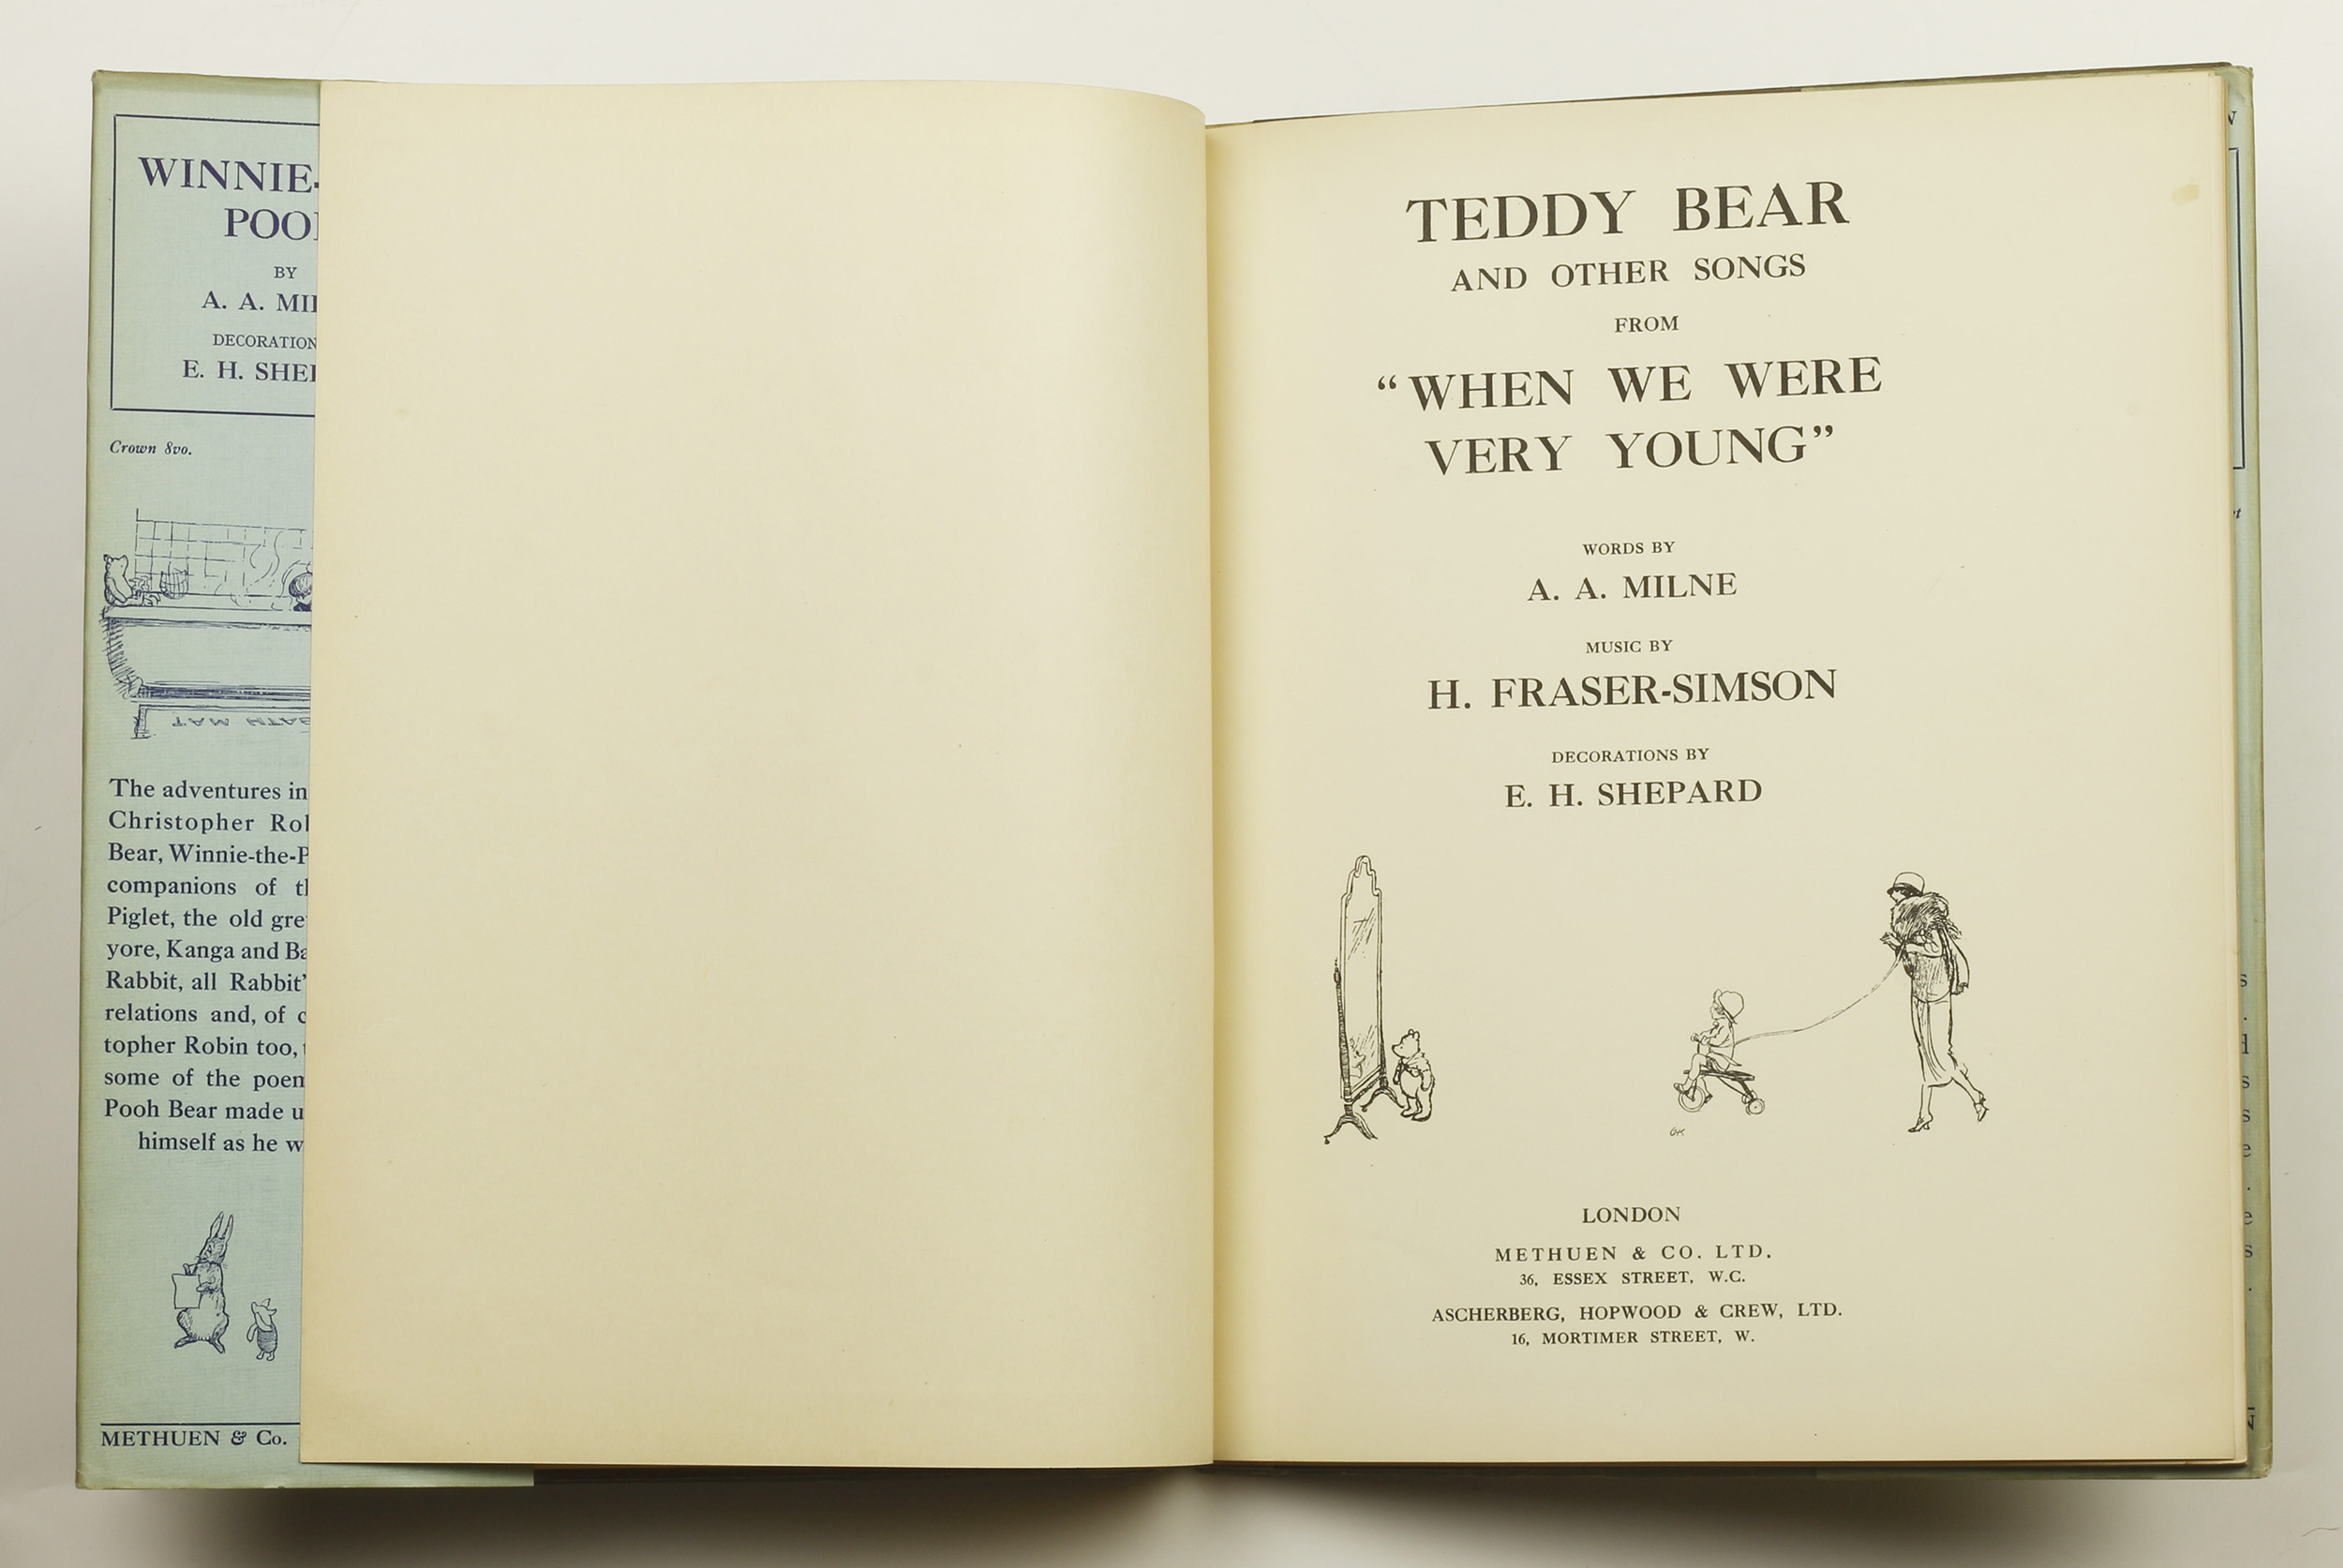 WINNIE-
POO
BY
A. A. MI
DECORATION
E. H. SHE
Crown 8vo.
BATH MAT
The adventures in
Christopher Ro
Bear, Winnie-the-P
companions of t
Piglet, the old gre
yore, Kanga and Ba
Rabbit, all Rabbit'
relations and, of c
topher Robin too,
some of the poem
Pooh Bear made u
himself as he w
METHUEN & Co.
TEDDY BEAR
AND OTHER SONGS
FROM
“WHEN WE WERE
VERY YOUNG”
WORDS BY
A. A. MILNE
MUSIC BY
H. FRASER-SIMSON
DECORATIONS BY
E. H. SHEPARD
LONDON
METHUEN & CO. LTD.
36, ESSEX STREET, W.C.
ASCHERBERG, HOPWOOD & CREW, LTD.
16, MORTIMER STREET, W.